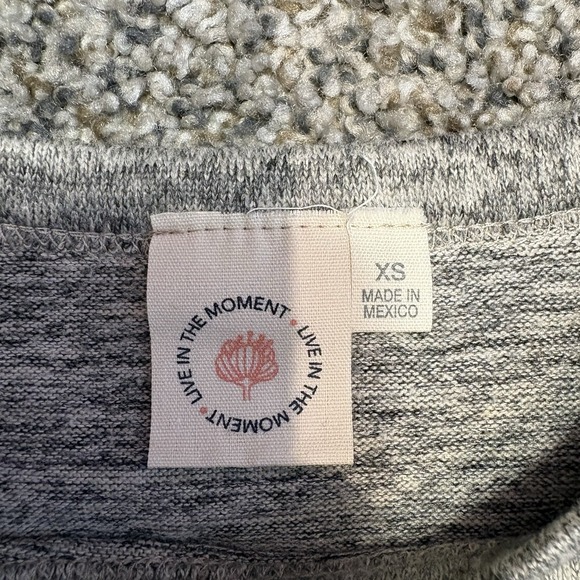 LIVE IN THE MOMENT • LIVE IN THE MOMENT •
XS
MADE IN
MEXICO